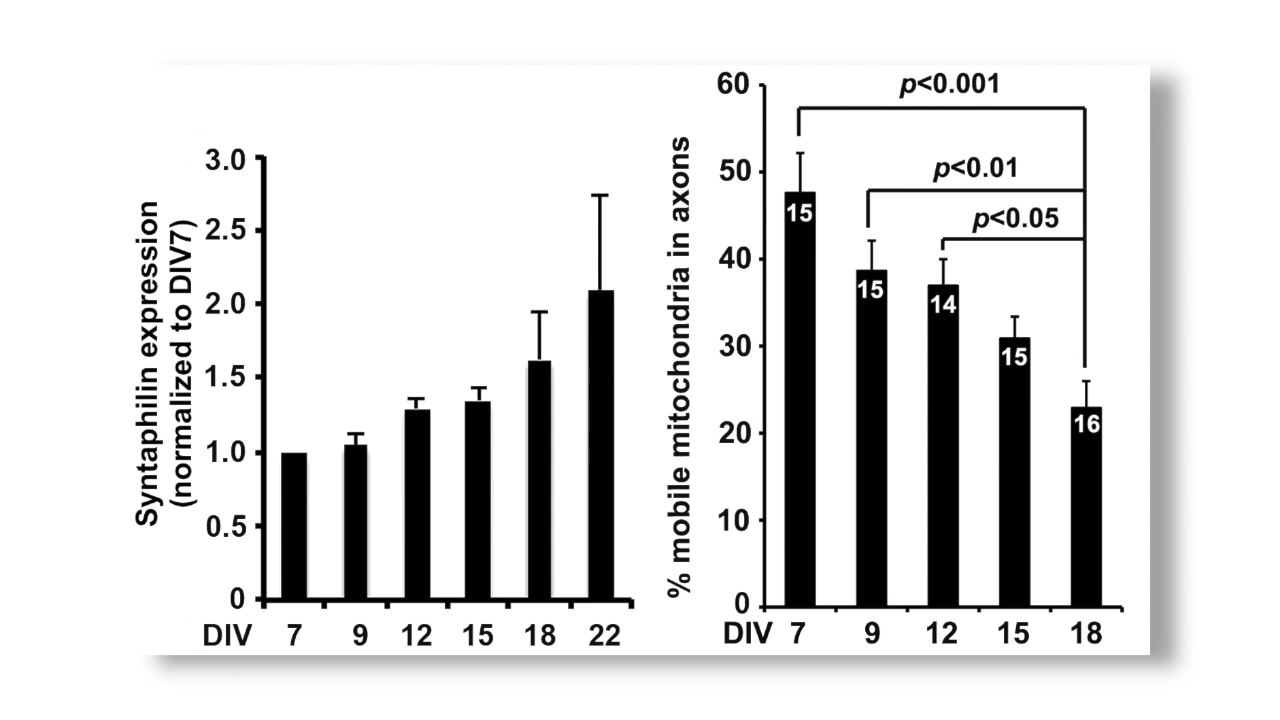 Syntaphilin expression
(normalized to DIV7)
3.0
2.5
2.0
1.5
1.0
0.5
0
DIV 7 9 12 15 18 22
% mobile mitochondria in axons
60
50
40
30
20
10
0
p<0.001
p<0.01
p<0.05
15
15
14
15
16
DIV 7 9 12 15 18